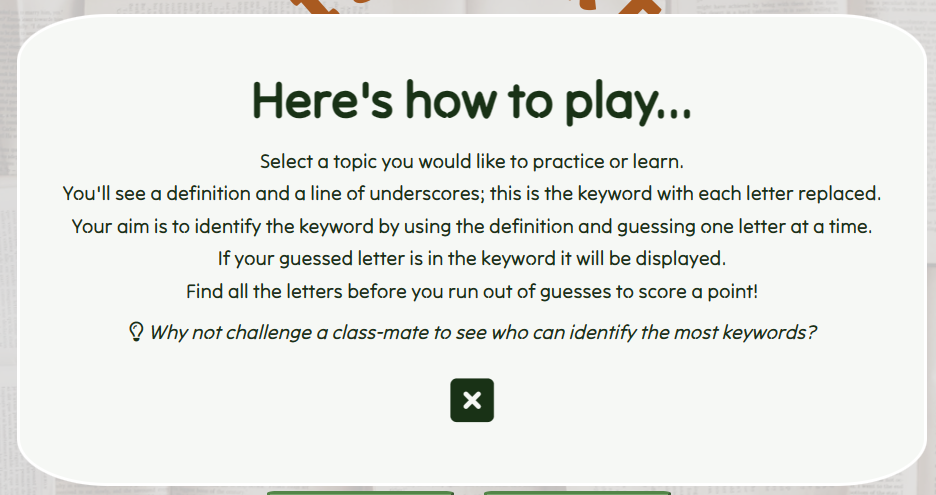 Here's how to play...
Select a topic you would like to practice or learn.
You'll see a definition and a line of underscores; this is the keyword with each letter replaced.
Your aim is to identify the keyword by using the definition and guessing one letter at a time.
If your guessed letter is in the keyword it will be displayed.
Find all the letters before you run out of guesses to score a point!
Why not challenge a class-mate to see who can identify the most keywords?